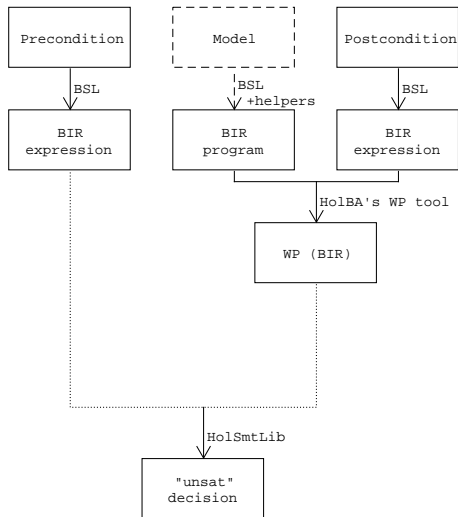 Precondition
Model
Postcondition
BSL
BSL
+helpers
BSL
BIR
expression
BIR
program
BIR
expression
HolBA's WP tool
WP (BIR)
HolSmtLib
"unsat"
decision